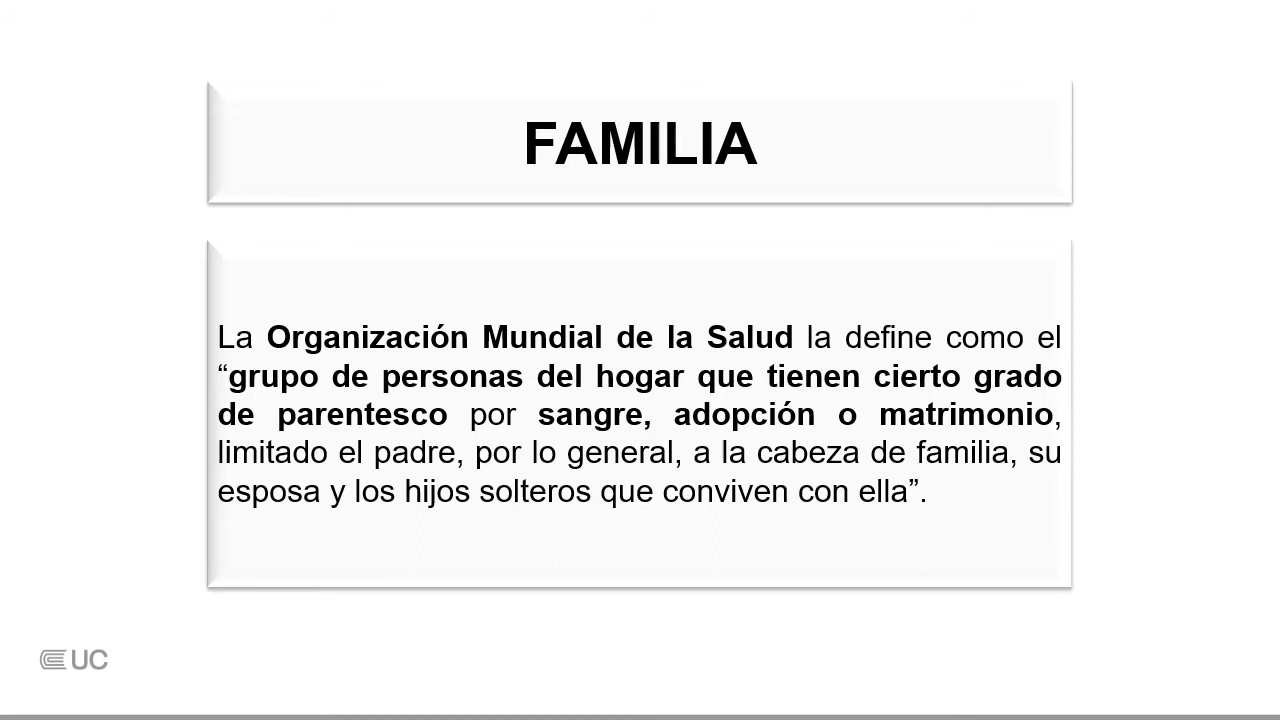 FAMILIA
La Organización Mundial de la Salud la define como el
“grupo de personas del hogar que tienen cierto grado
de parentesco por sangre, adopción o matrimonio,
limitado el padre, por lo general, a la cabeza de familia, su
esposa y los hijos solteros que conviven con ella”.
UC